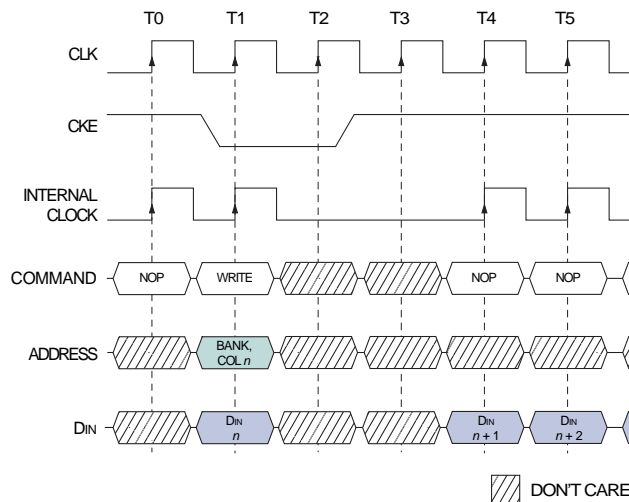 T0 T1 T2 T3 T4 T5
CLK
CKE
INTERNAL
CLOCK
COMMAND NOP WRITE NOP NOP
ADDRESS BANK,
COL n
DIN DIN
n DIN
n + 1 DIN
n + 2
DON'T CARE